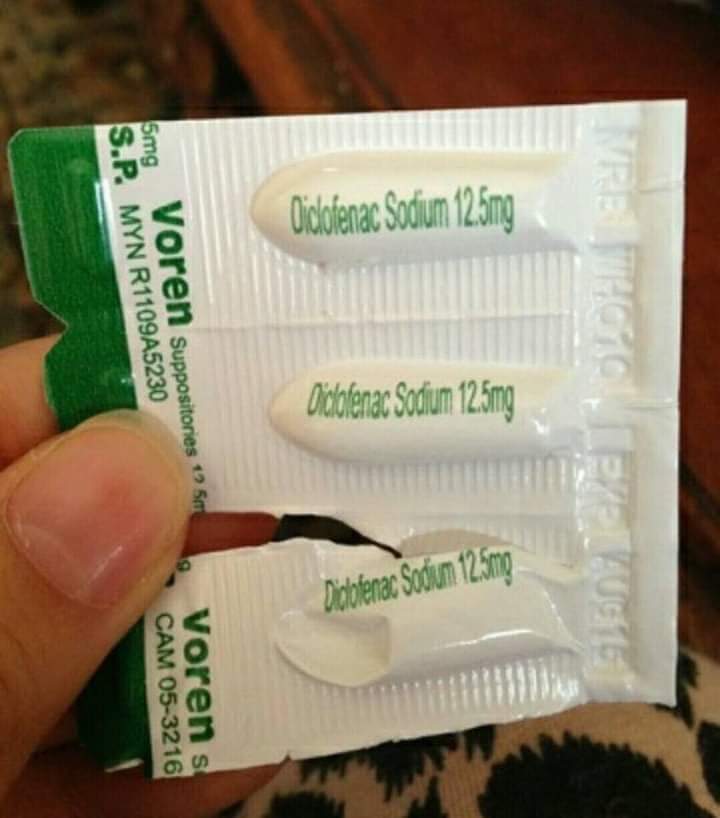 5mg
S.P.
MYN R1109A5230
Voren Suppositories 12.5m
Diclofenac Sodium 12.5mg
Diclofenac Sodium 12.5mg
Diclofenac Sodium 12.5mg
Voren S
CAM 05-3216